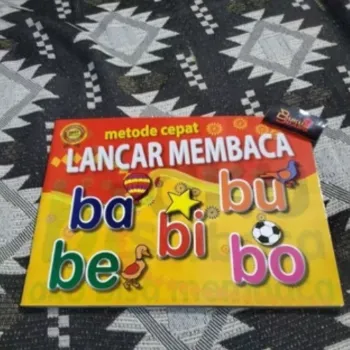 metode cepat
LANCAR MEMBACA
ba
bu
bi
be
bo